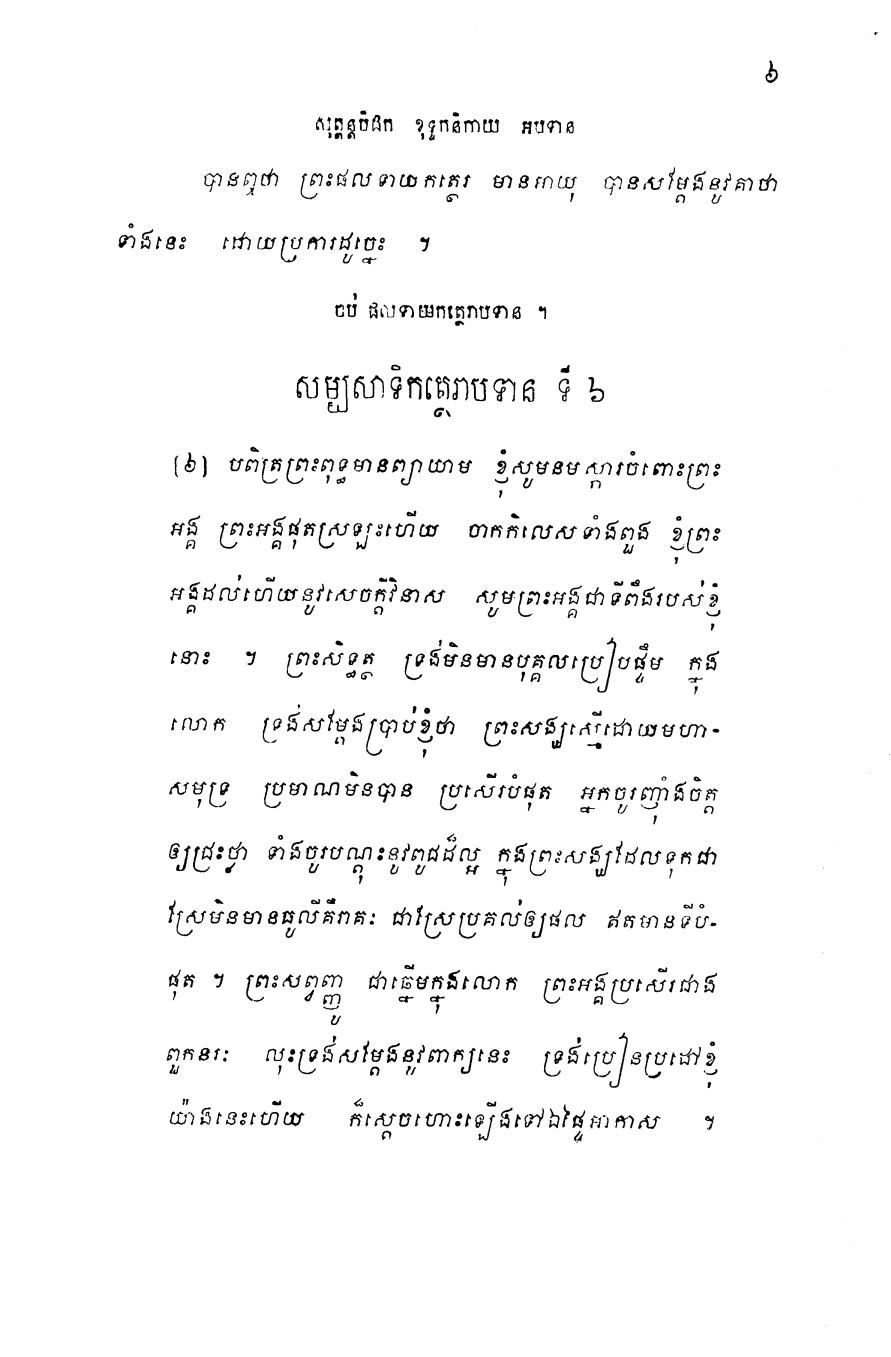 ៦
សុត្តន្តបិដក ខុទ្ទកនិកាយ អបទាន
បានឮថា ព្រះផលទាយកត្ថេរ មានអាយុ បានសម្ដែងនូវគាថា
ទាំងនេះ ដោយប្រការដូច្នេះ ។
ចប់ ផលទាយកត្ថេរាបទាន ។
សម្បសាទិកត្ថេរាបទាន ទី ៦
(៦) បពិត្រព្រះពុទ្ធមានព្យាយាម ខ្ញុំសូមនមស្ការចំពោះព្រះ
អង្គ ព្រះអង្គផុតស្រឡះហើយ ចាកកិលេសទាំងពួង ខ្ញុំព្រះ
អង្គដល់ហើយនូវសេចក្ដីវិនាស សូមព្រះអង្គជាទីពឹងរបស់ខ្ញុំ
នោះ ។ ព្រះសិទ្ធត្ថ ទ្រង់មិនមានបុគ្គលប្រៀបផ្ទឹម ក្នុង
លោក ទ្រង់សម្ដែងប្រាប់ខ្ញុំថា ព្រះសង្ឃស្មើដោយមហា-
សមុទ្រ ប្រមាណមិនបាន ប្រសើរបំផុត អ្នកចូរញុំាងចិត្ត
ឲ្យជ្រះថ្លា ទាំងចូរបណ្ដុះនូវពូជដ៏ល្អ ក្នុងព្រះសង្ឃដែលទុកជា
ស្រែមិនមានធូលីគឺរាគៈ ជាស្រែប្រគល់ឲ្យផល ឥតមានទីបំ-
ផុត ។ ព្រះសព្វញ្ញូ ជាច្បើមក្នុងលោក ព្រះអង្គប្រសើរជាង
ពួកនរៈ លុះទ្រង់សម្ដែងនូវពាក្យនេះ ទ្រង់ប្រៀនប្រដៅខ្ញុំ
យ៉ាងនេះហើយ ក៏ស្ដេចហោះឡើងទៅឯផ្ទៃអាកាស ។